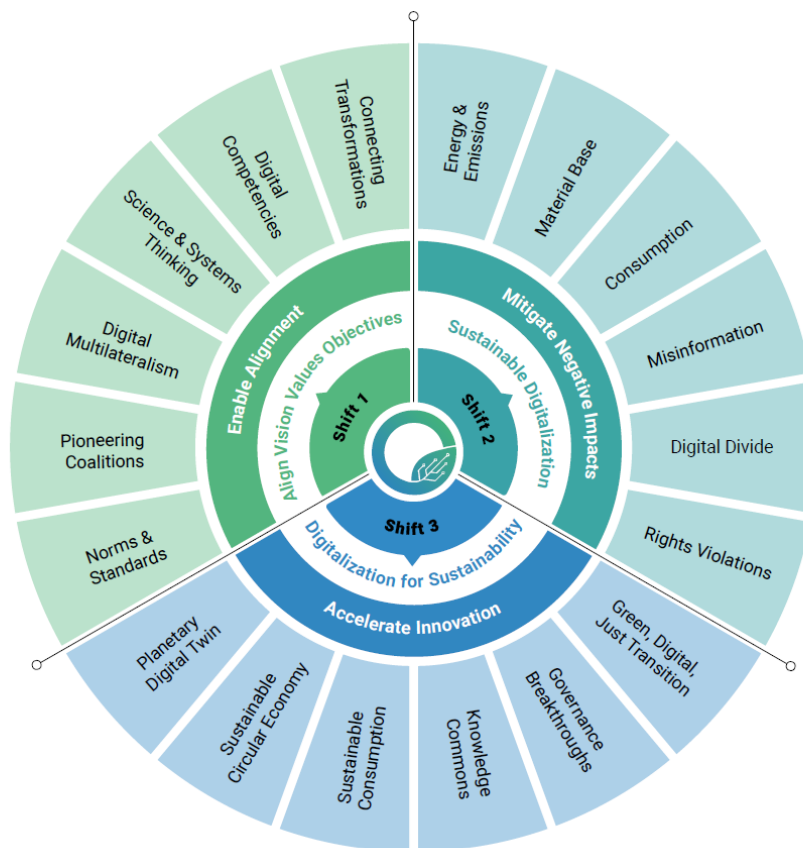 Connecting
Transformations
Digital
Competencies
Science & Systems
Thinking
Digital
Multilateralism
Pioneering
Coalitions
Norms &
Standards
Enable Alignment
Align Vision Values Objectives
Shift 1
Energy &
Emissions
Material Base
Consumption
Misinformation
Digital Divide
Rights Violations
Mitigate Negative Impacts
Sustainable Digitalization
Shift 2
Shift 3
Digitalization for Sustainability
Accelerate Innovation
Planetary
Digital Twin
Sustainable
Circular Economy
Sustainable
Consumption
Knowledge
Commons
Governance
Breakthroughs
Green, Digital,
Just Transition